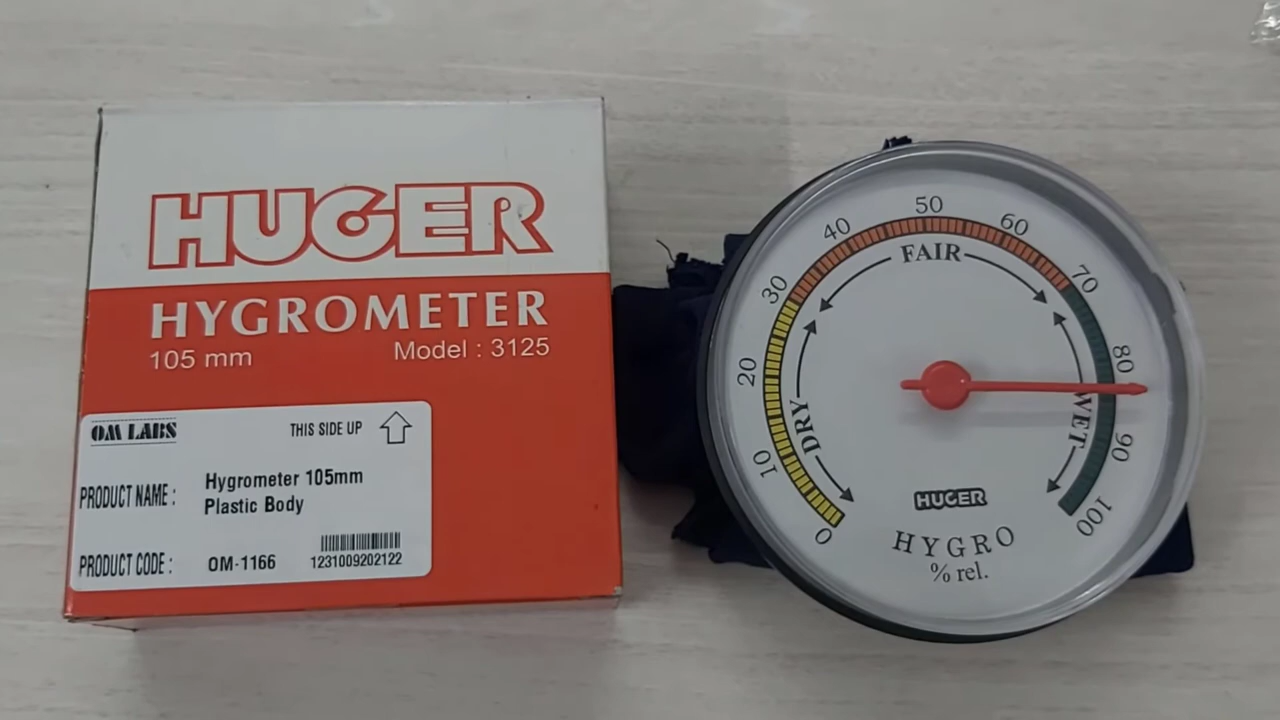 HUGER
HYGROMETER
105 mm
Model : 3125
OM LABS
THIS SIDE UP
PRODUCT NAME :
Hygrometer 105mm
Plastic Body
PRODUCT CODE :
OM-1166
1231009202122
0
10
20
30
40
50
60
70
80
90
100
DRY
FAIR
WET
HUGER
HYGRO
% rel.